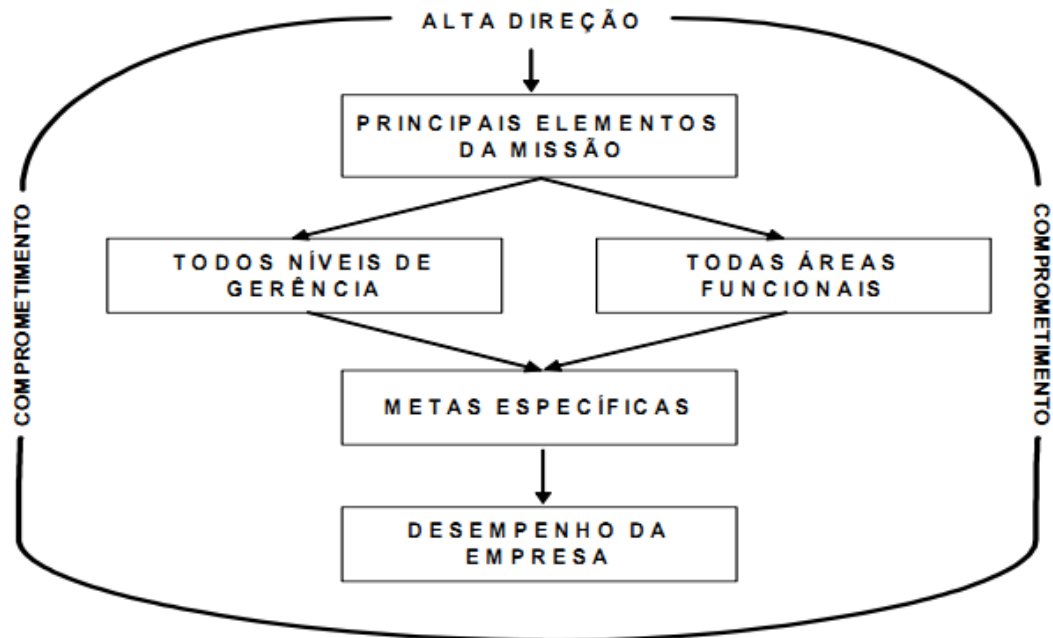 ALTA DIREÇÃO
PRINCIPAIS ELEMENTOS
DA MISSÃO
COMPROMETIMENTO
COMPROMETIMENTO
TODOS NÍVEIS DE
GERÊNCIA
TODAS ÁREAS
FUNCIONAIS
METAS ESPECÍFICAS
DESEMPENHO DA
EMPRESA